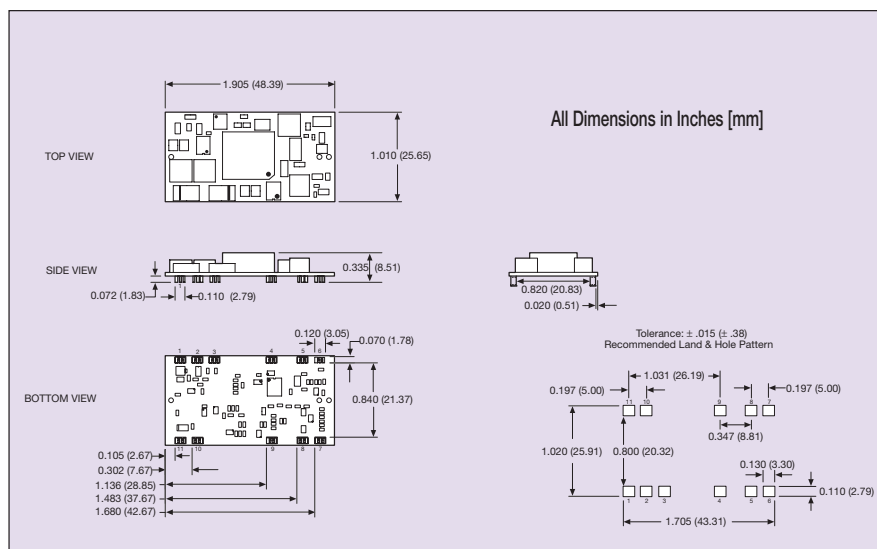 1.905 (48.39)
All Dimensions in Inches [mm]
TOP VIEW
1.010 (25.65)
SIDE VIEW
0.335 (8.51)
1
0.072 (1.83)
0.110 (2.79)
0.820 (20.83)
0.020 (0.51)
0.120 (3.05)
0.070 (1.78)
1 2 3 4 5 6
BOTTOM VIEW
0.840 (21.37)
11 10 9 8 7
0.105 (2.67)
0.302 (7.67)
1.136 (28.85)
1.483 (37.67)
1.680 (42.67)
Tolerance: ± .015 (± .38)
Recommended Land & Hole Pattern
1.031 (26.19)
0.197 (5.00)
0.197 (5.00)
11 10 9 8 7
0.347 (8.81)
1.020 (25.91)
0.800 (20.32)
0.130 (3.30)
0.110 (2.79)
1 2 3 4 5 6
1.705 (43.31)